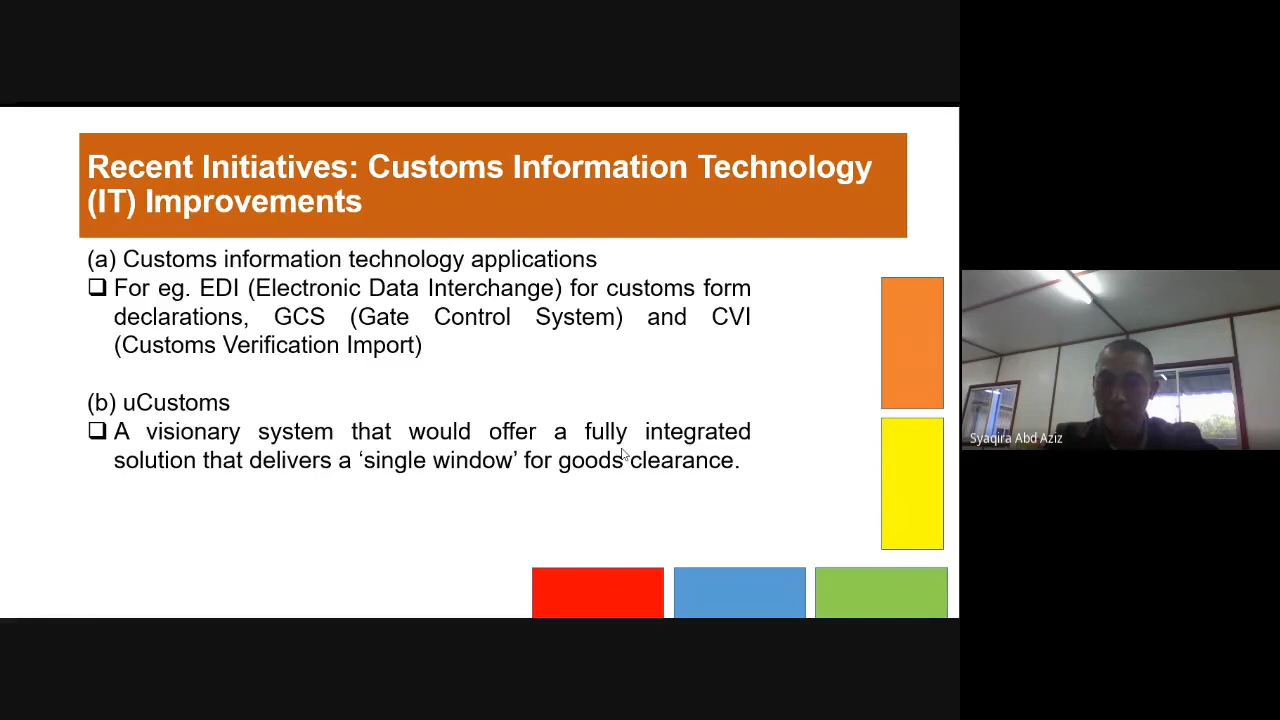 Recent Initiatives: Customs Information Technology
(IT) Improvements
(a) Customs information technology applications
❑ For eg. EDI (Electronic Data Interchange) for customs form
declarations, GCS (Gate Control System) and CVI
(Customs Verification Import)
(b) uCustoms
❑ A visionary system that would offer a fully integrated
solution that delivers a ‘single window’ for goods clearance.
Syaqira Abd Aziz